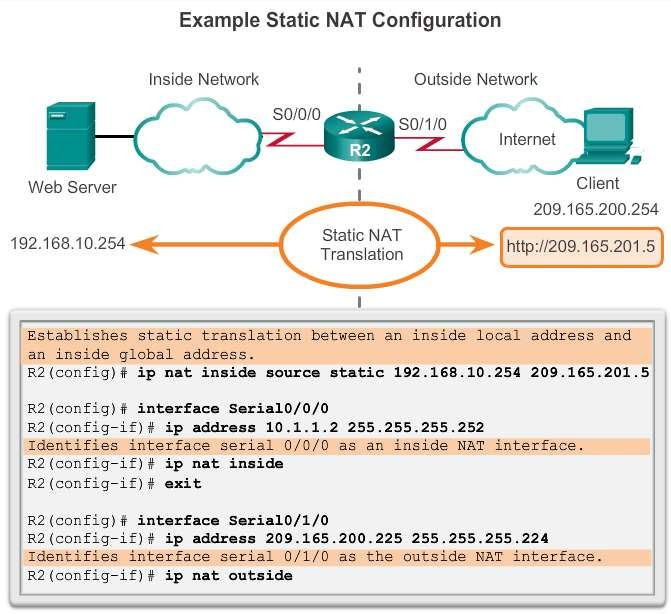 Example Static NAT Configuration
Inside Network
Outside Network
S0/0/0
S0/1/0
R2
Internet
Web Server
Client
209.165.200.254
192.168.10.254
Static NAT
Translation
http://209.165.201.5
Establishes static translation between an inside local address and
an inside global address.
R2(config)# ip nat inside source static 192.168.10.254 209.165.201.5
R2(config)# interface Serial0/0/0
R2(config-if)# ip address 10.1.1.2 255.255.255.252
Identifies interface serial 0/0/0 as an inside NAT interface.
R2(config-if)# ip nat inside
R2(config-if)# exit
R2(config)# interface Serial0/1/0
R2(config-if)# ip address 209.165.200.225 255.255.255.224
Identifies interface serial 0/1/0 as the outside NAT interface.
R2(config-if)# ip nat outside